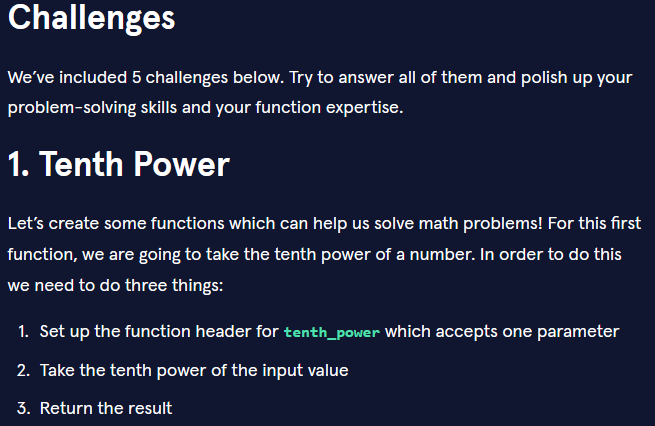 Challenges
We’ve included 5 challenges below. Try to answer all of them and polish up your
problem-solving skills and your function expertise.
1. Tenth Power
Let’s create some functions which can help us solve math problems! For this first
function, we are going to take the tenth power of a number. In order to do this
we need to do three things:
1. Set up the function header for tenth_power which accepts one parameter
2. Take the tenth power of the input value
3. Return the result